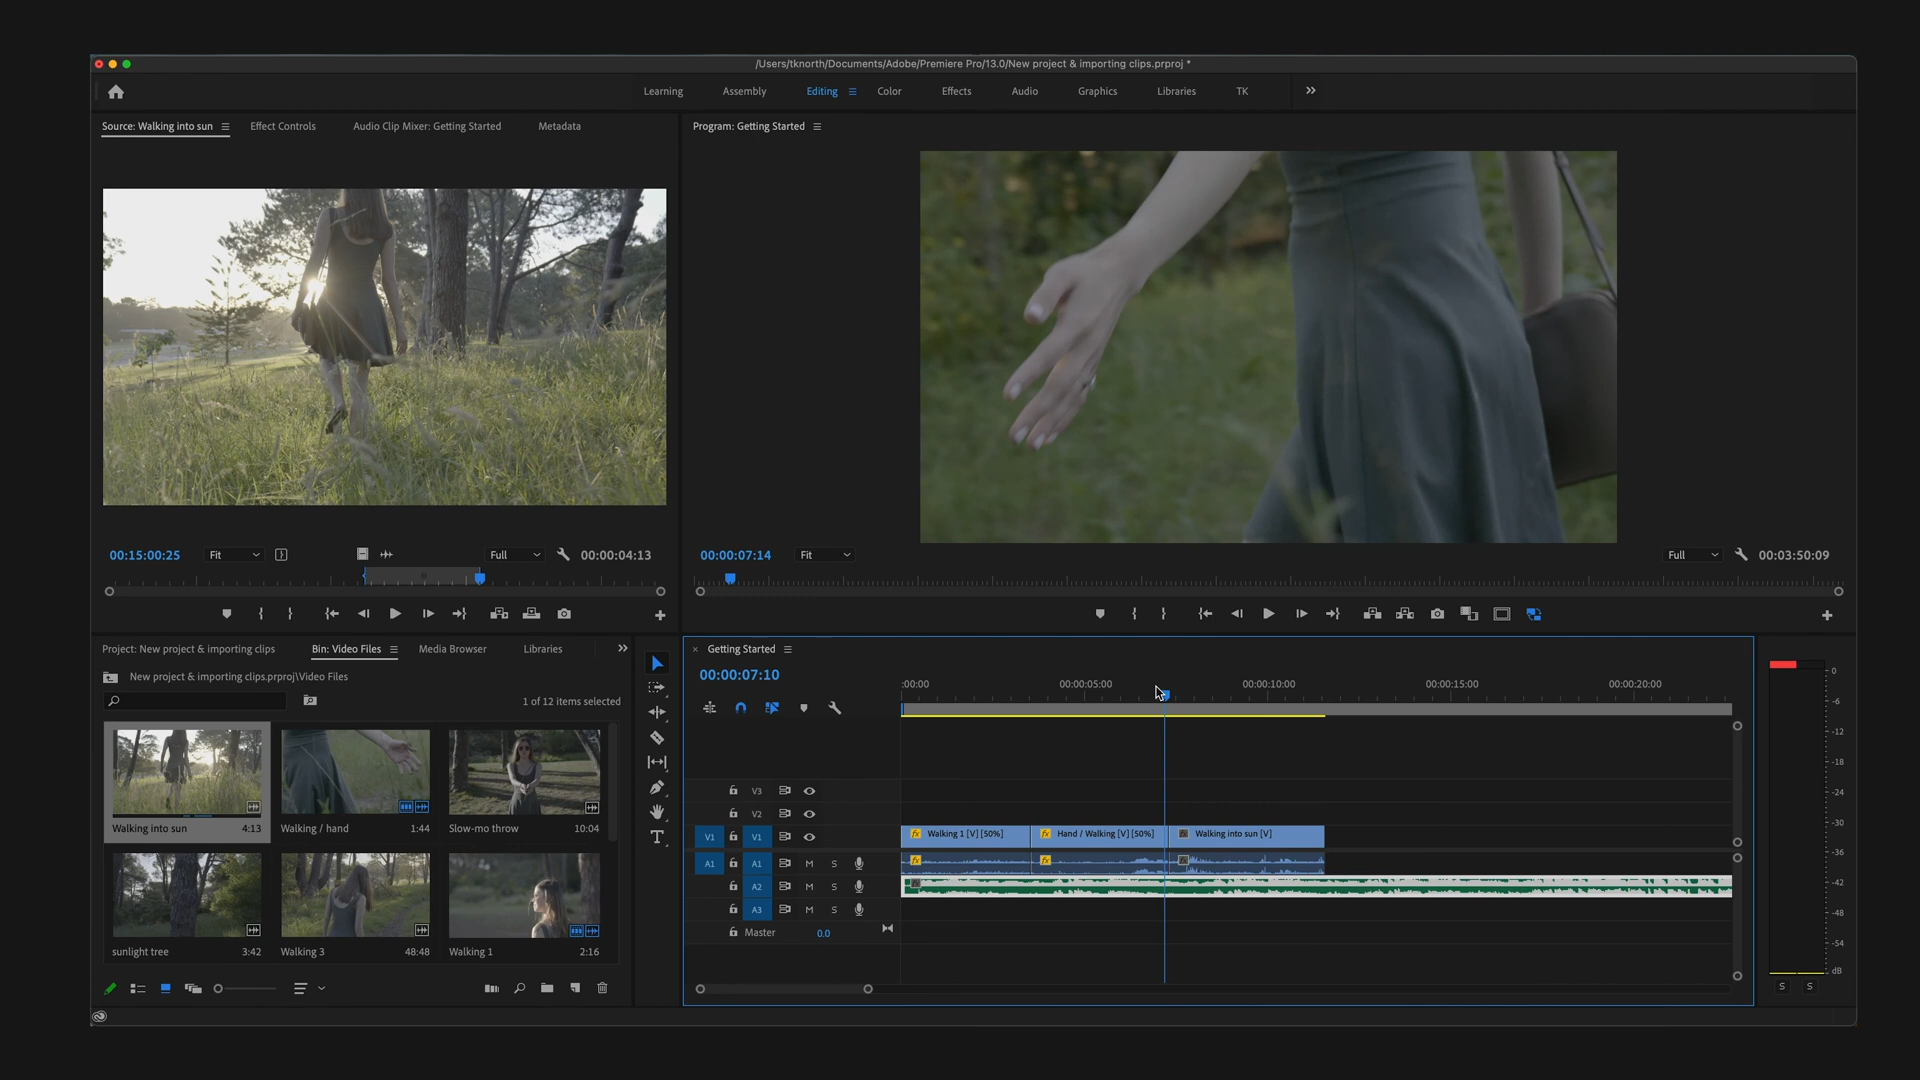 /Users/tknorth/Documents/Adobe/Premiere Pro/13.0/New project & importing clips.prproj *
Learning Assembly Editing Color Effects Audio Graphics Libraries TK
Source: Walking into sun Effect Controls Audio Clip Mixer: Getting Started Metadata
Program: Getting Started
00:15:00:25 Fit Full 00:00:04:13
00:00:07:14 Fit Full 00:03:50:09
Project: New project & importing clips Bin: Video Files Media Browser Libraries
New project & importing clips.prproj\Video Files
1 of 12 items selected
Walking into sun 4:13
Walking / hand 1:44
Slow-mo throw 10:04
sunlight tree 3:42
Walking 3 48:48
Walking 1 2:16
Getting Started
00:00:07:10
:00:00 00:00:05:00 00:00:10:00 00:00:15:00 00:00:20:00
V3
V2
V1 V1 fx Walking 1 [V] [50%] fx Hand / Walking [V] [50%] fx Walking into sun [V]
A1 A1 M S fx fx fx
A2 M S fx
A3 M S
Master 0.0
0
-6
-12
-18
-24
-30
-36
-42
-48
-54
dB
S S